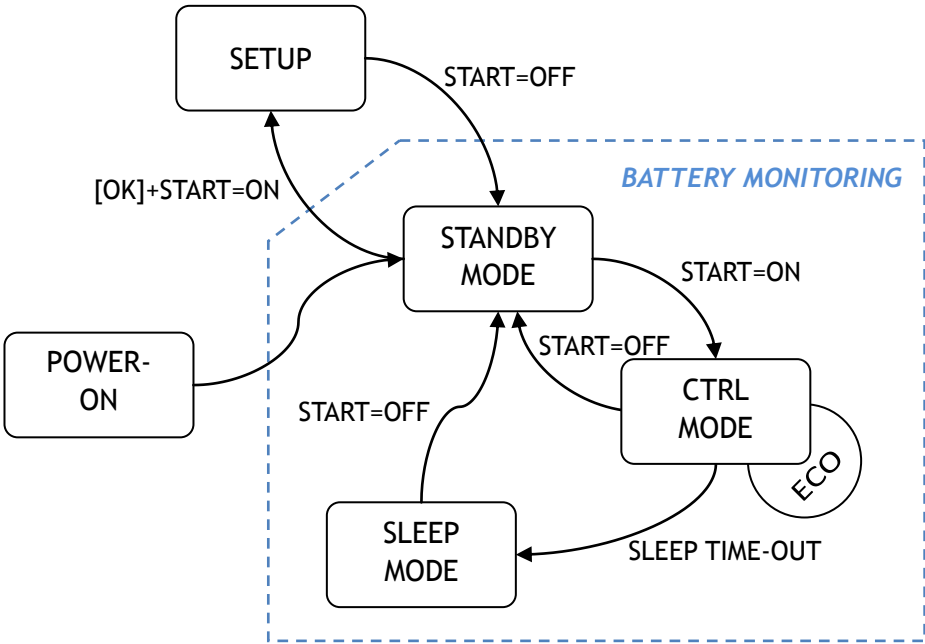 SETUP
START=OFF
BATTERY MONITORING
[OK]+START=ON
STANDBY
MODE
START=ON
START=OFF
POWER-
ON
CTRL
MODE
START=OFF
ECO
SLEEP
MODE
SLEEP TIME-OUT